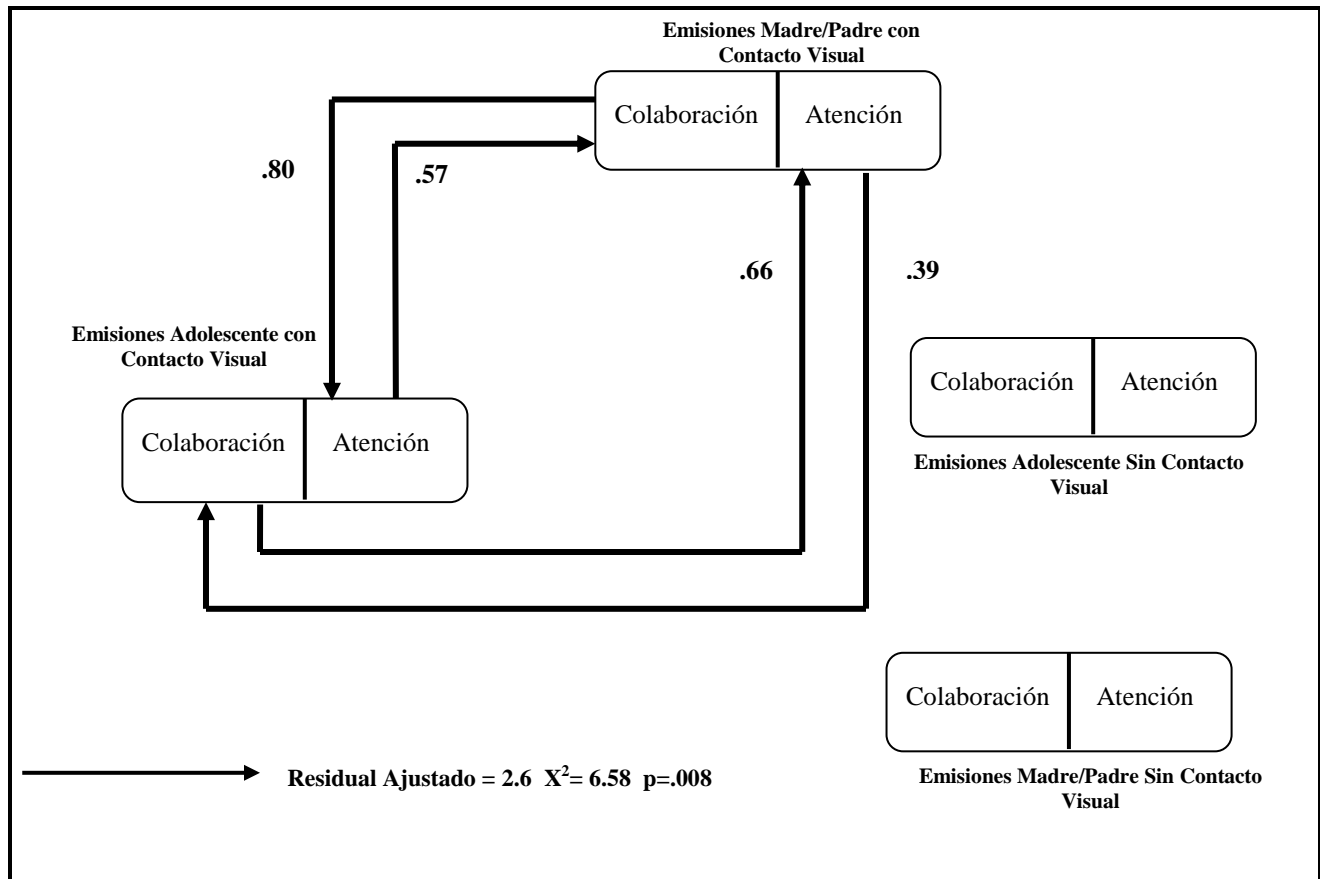 Emisiones Madre/Padre con
Contacto Visual
Colaboración
Atención
.80
.57
.66
.39
Emisiones Adolescente con
Contacto Visual
Colaboración
Atención
Colaboración
Atención
Emisiones Adolescente Sin Contacto
Visual
Colaboración
Atención
Residual Ajustado = 2.6 X²= 6.58 p=.008
Emisiones Madre/Padre Sin Contacto
Visual